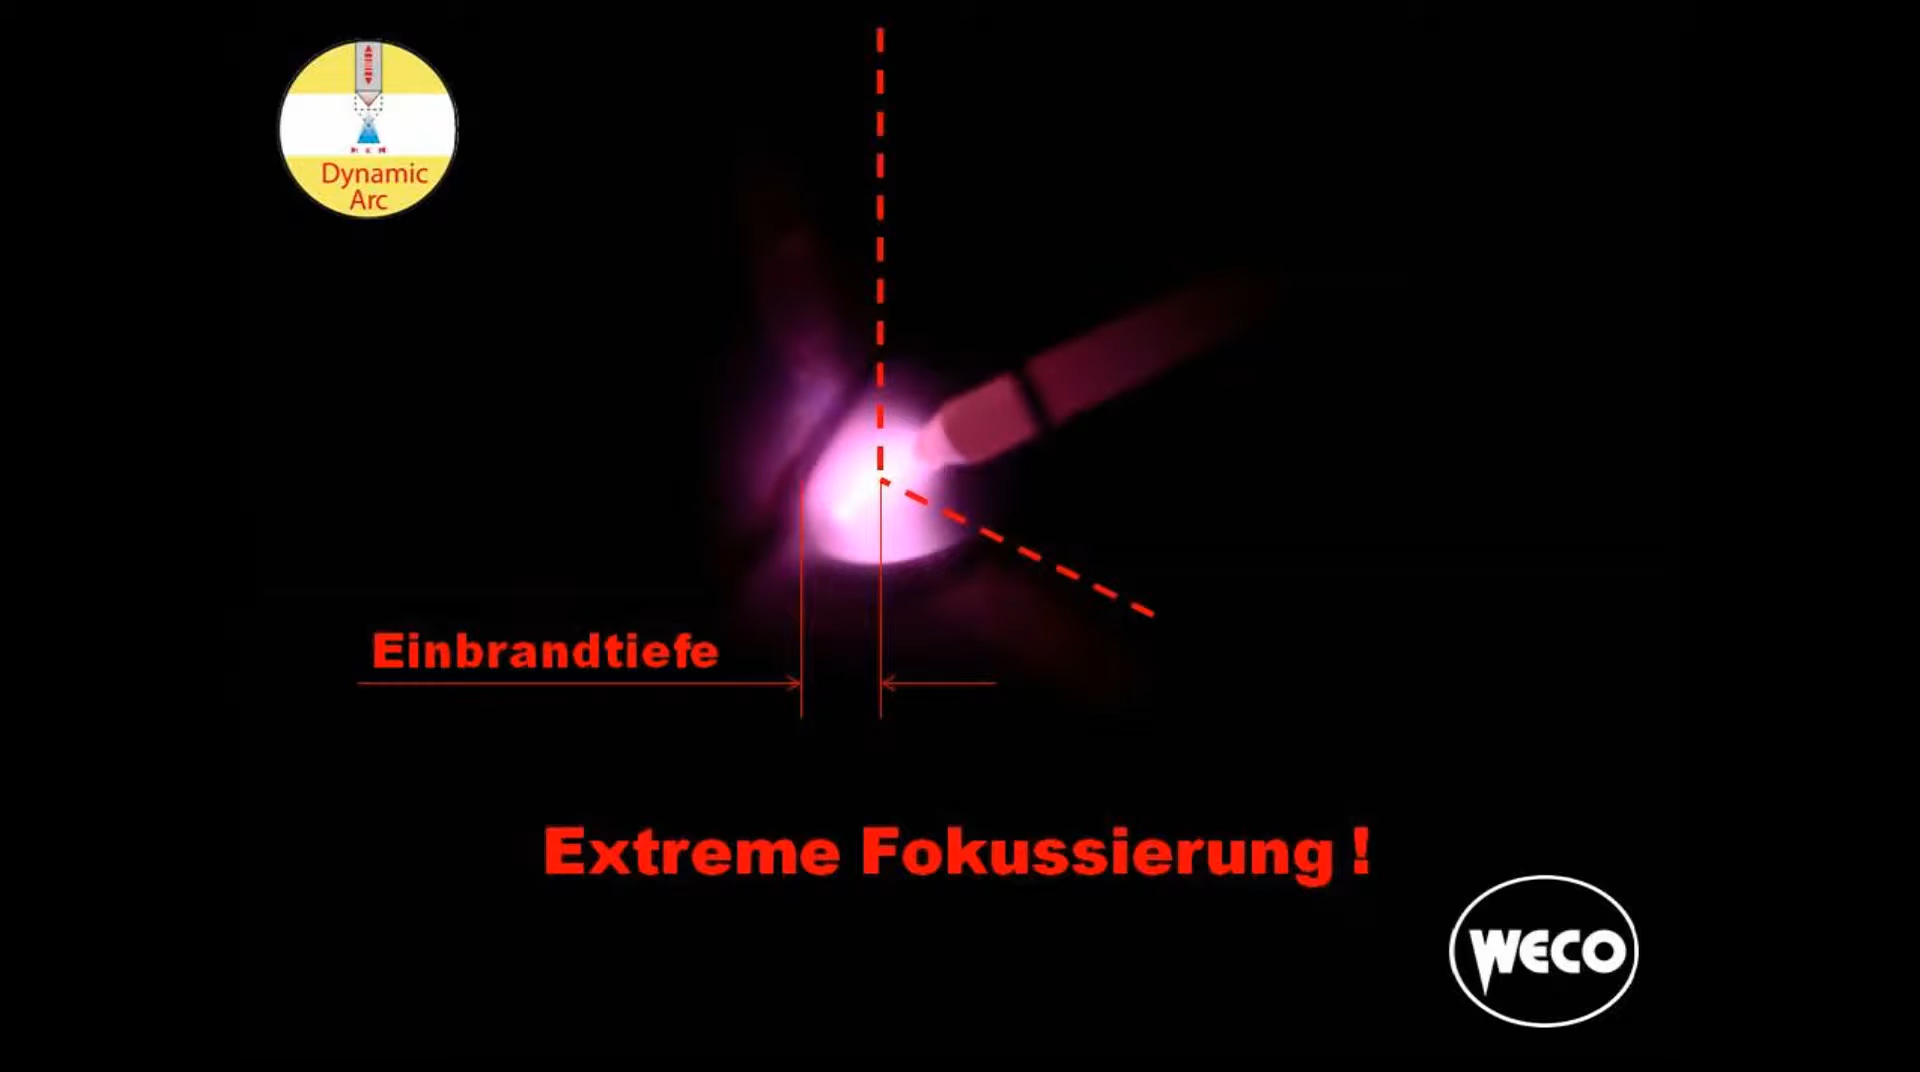 Dynamic
Arc
Einbrandtiefe
Extreme Fokussierung !
WECO